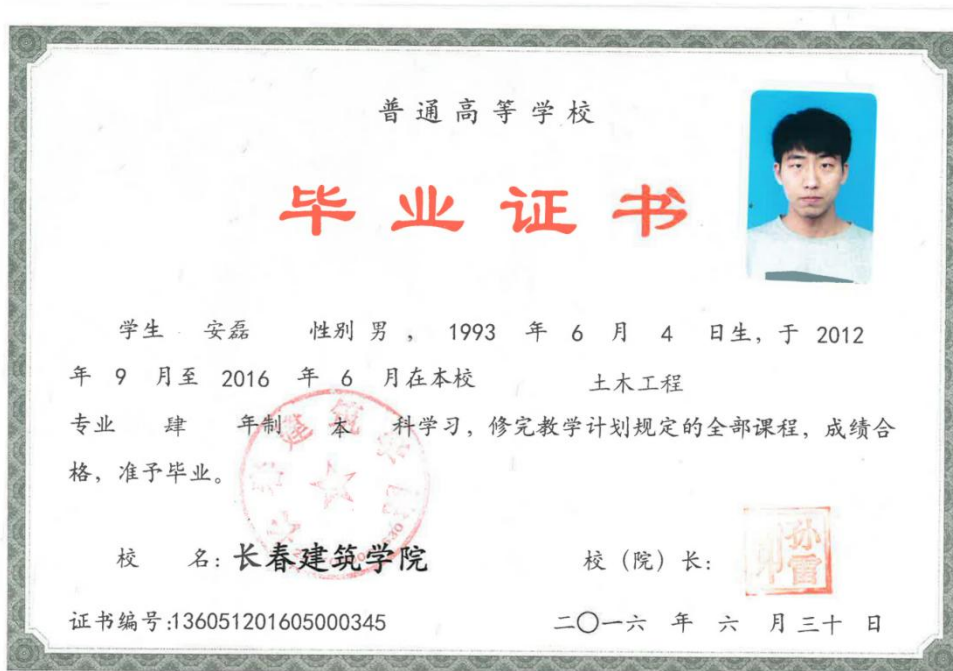 普通高等学校
毕业证书
学生 安磊 性别 男 , 1993 年 6 月 4 日生, 于 2012
年 9 月至 2016 年 6 月在本校 土木工程
专业 肆 年制 本 科学习, 修完教学计划规定的全部课程, 成绩合
格, 准予毕业。
校 名: 长春建筑学院
校 (院) 长:
孙雷
证书编号:136051201605000345
二〇一六 年 六 月 三十 日